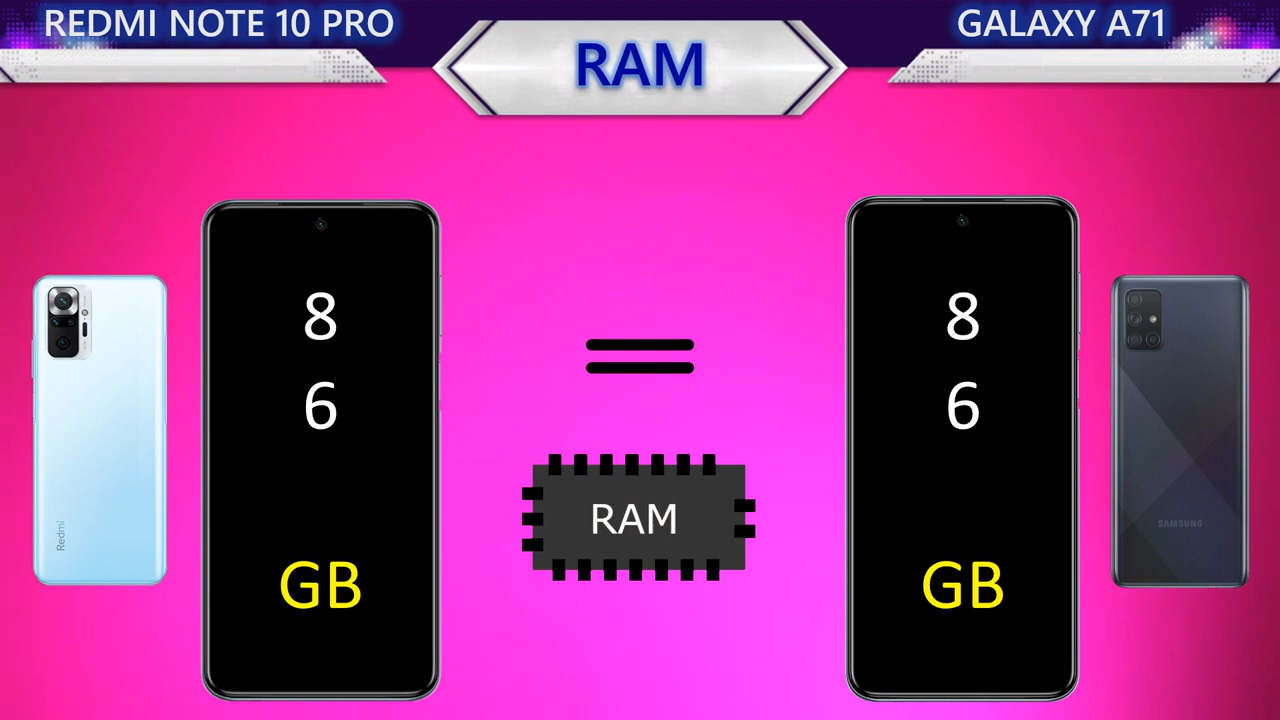 REDMI NOTE 10 PRO
RAM
GALAXY A71
8
6
GB
RAM
8
6
GB
Redmi
SAMSUNG